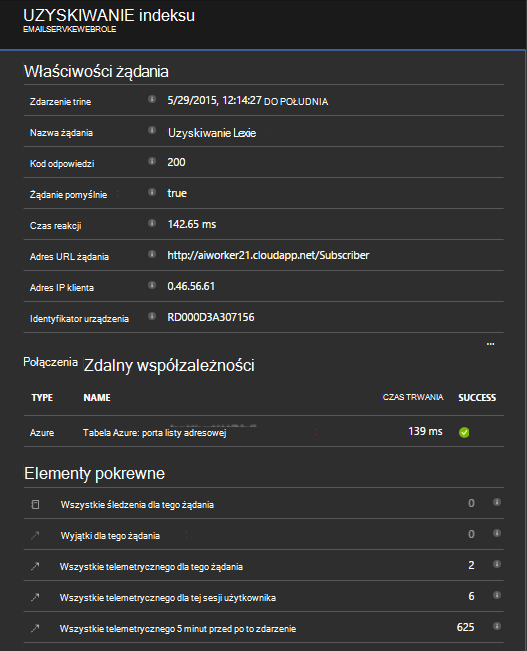 UZYSKIWANIE indeksu
EMAILSERVKEWEBROLE
Właściwości żądania
Zdarzenie trine 5/29/2015, 12:14:27 DO POŁUDNIA
Nazwa żądania Uzyskiwanie Lexie
Kod odpowiedzi 200
Żądanie pomyślnie true
Czas reakcji 142.65 ms
Adres URL żądania http://aiworker21.cloudapp.net/Subscriber
Adres IP klienta 0.46.56.61
Identyfikator urządzenia RD000D3A307156
...
Połączenia Zdalny współzależności
TYPE NAME CZAS TRWANIA SUCCESS
Azure Tabela Azure: porta listy adresowej 139 ms
Elementy pokrewne
Wszystkie śledzenia dla tego żądania 0
Wyjątki dla tego żądania 0
Wszystkie telemetrycznego dla tego żądania 2
Wszystkie telemetrycznego dla tej sesji użytkownika 6
Wszystkie telemetrycznego 5 minut przed po to zdarzenie 625